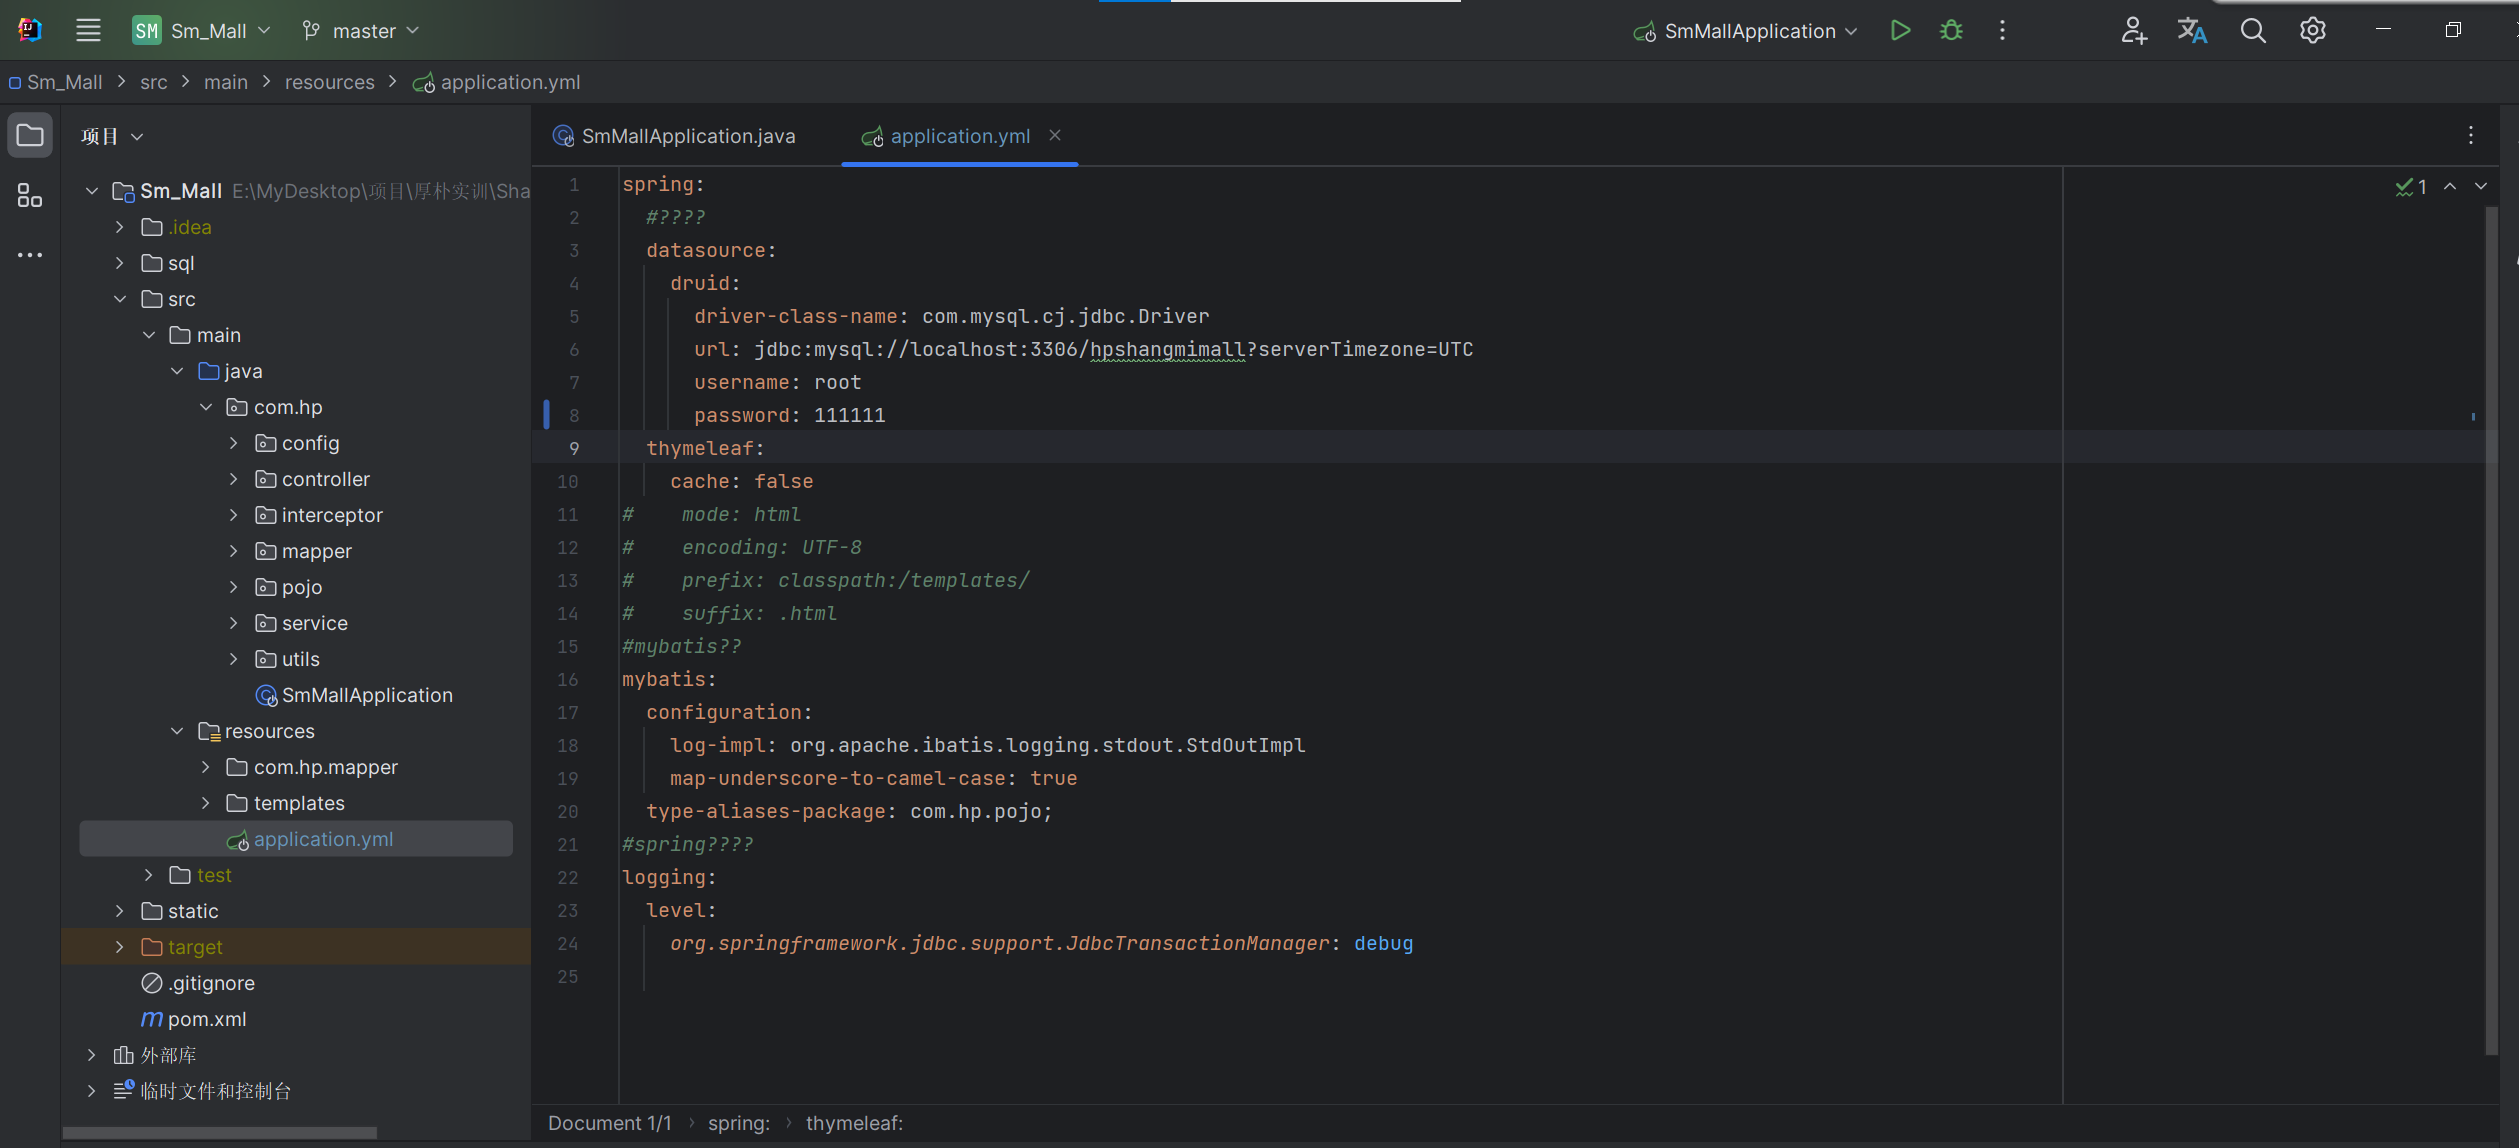 SM Sm_Mall master SmMallApplication
Sm_Mall src main resources application.yml
项目
Sm_Mall E:\MyDesktop\项目\厚朴实训\Sha
.idea
sql
src
main
java
com.hp
config
controller
interceptor
mapper
pojo
service
utils
SmMallApplication
resources
com.hp.mapper
templates
application.yml
test
static
target
.gitignore
pom.xml
外部库
临时文件和控制台
SmMallApplication.java application.yml
1 spring:
2 #????
3 datasource:
4 druid:
5 driver-class-name: com.mysql.cj.jdbc.Driver
6 url: jdbc:mysql://localhost:3306/hpshangmimall?serverTimezone=UTC
7 username: root
8 password: 111111
9 thymeleaf:
10 cache: false
11 # mode: html
12 # encoding: UTF-8
13 # prefix: classpath:/templates/
14 # suffix: .html
15 #mybatis??
16 mybatis:
17 configuration:
18 log-impl: org.apache.ibatis.logging.stdout.StdOutImpl
19 map-underscore-to-camel-case: true
20 type-aliases-package: com.hp.pojo;
21 #spring????
22 logging:
23 level:
24 org.springframework.jdbc.support.JdbcTransactionManager: debug
25
1
Document 1/1 spring: thymeleaf: